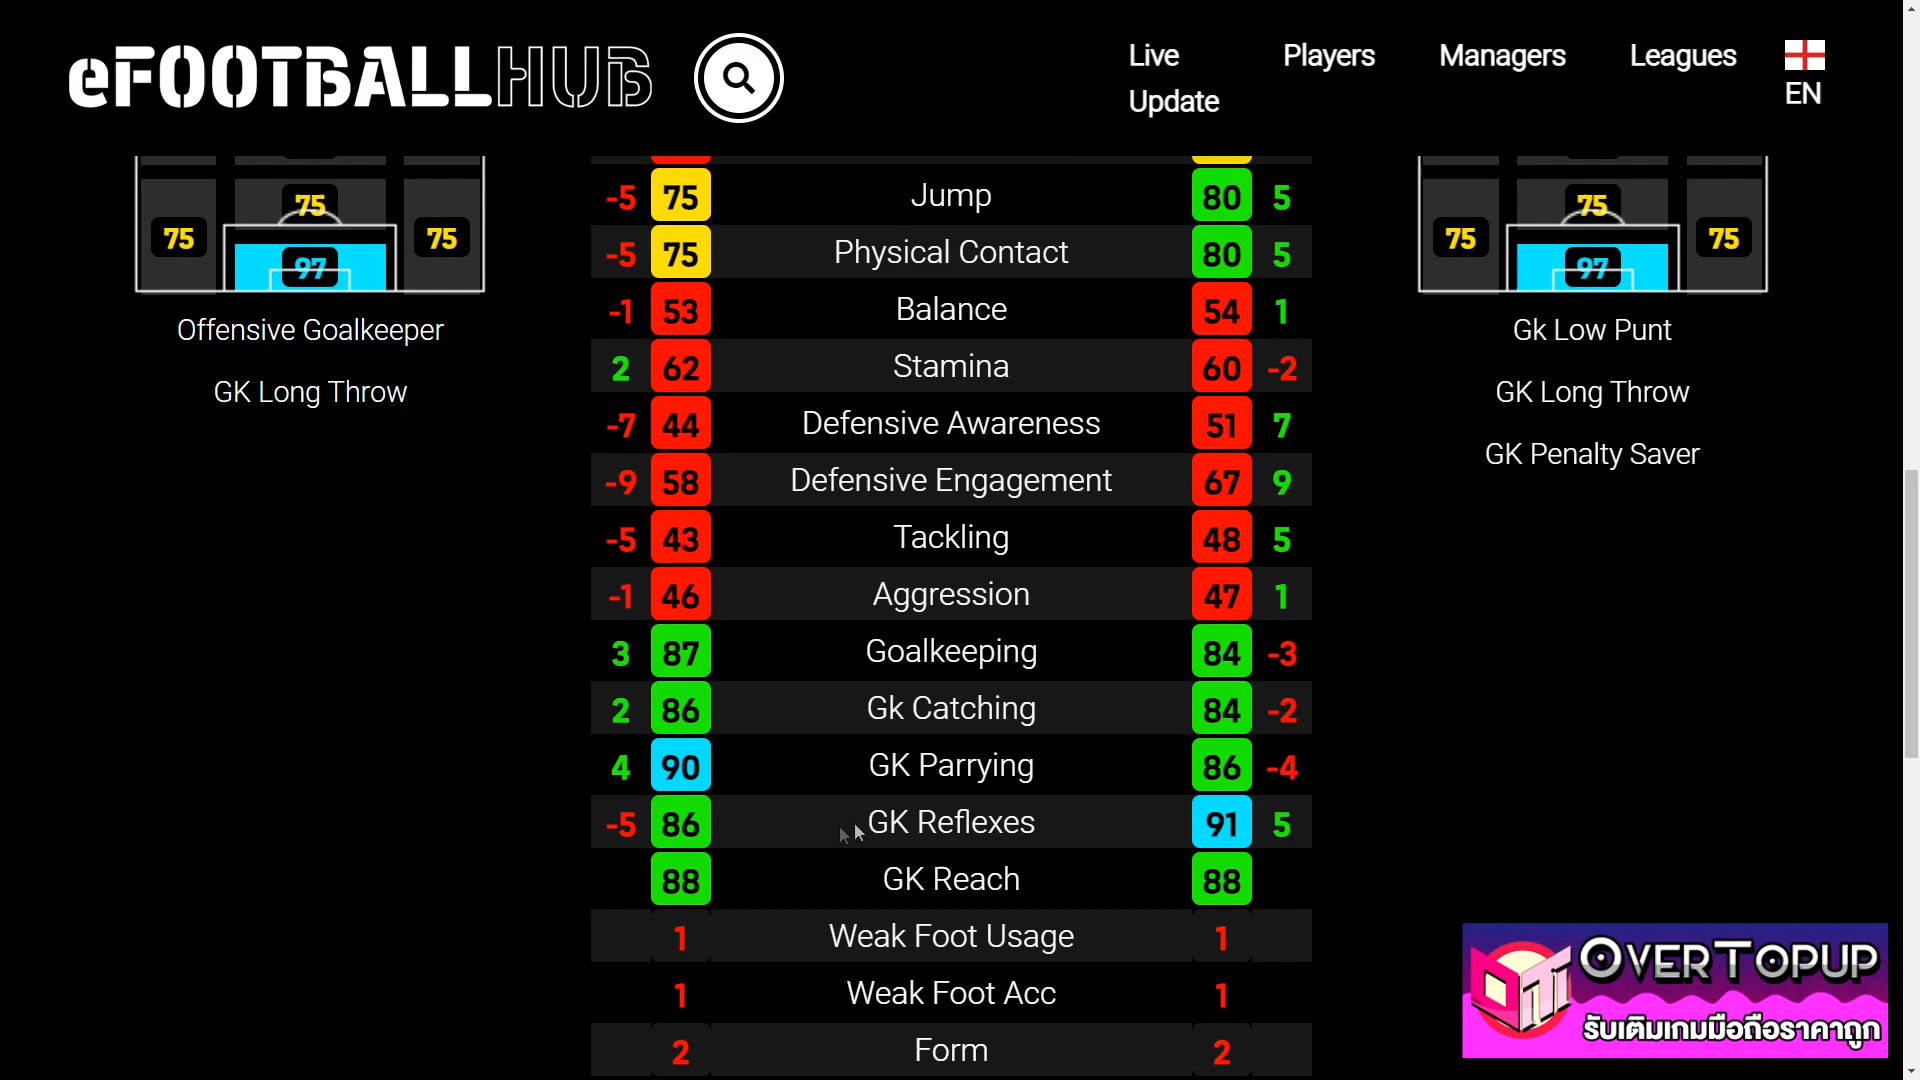 eFOOTBALLHUB
Live Update
Players
Managers
Leagues
EN
75
75
75
97
Offensive Goalkeeper
GK Long Throw
-5 75 Jump 80 5
-5 75 Physical Contact 80 5
-1 53 Balance 54 1
2 62 Stamina 60 -2
-7 44 Defensive Awareness 51 7
-9 58 Defensive Engagement 67 9
-5 43 Tackling 48 5
-1 46 Aggression 47 1
3 87 Goalkeeping 84 -3
2 86 Gk Catching 84 -2
4 90 GK Parrying 86 -4
-5 86 GK Reflexes 91 5
88 GK Reach 88
1 Weak Foot Usage 1
1 Weak Foot Acc 1
2 Form 2
75
75
75
97
Gk Low Punt
GK Long Throw
GK Penalty Saver
OTU
OVERTOPUP
รับเติมเกมมือถือราคาถูก